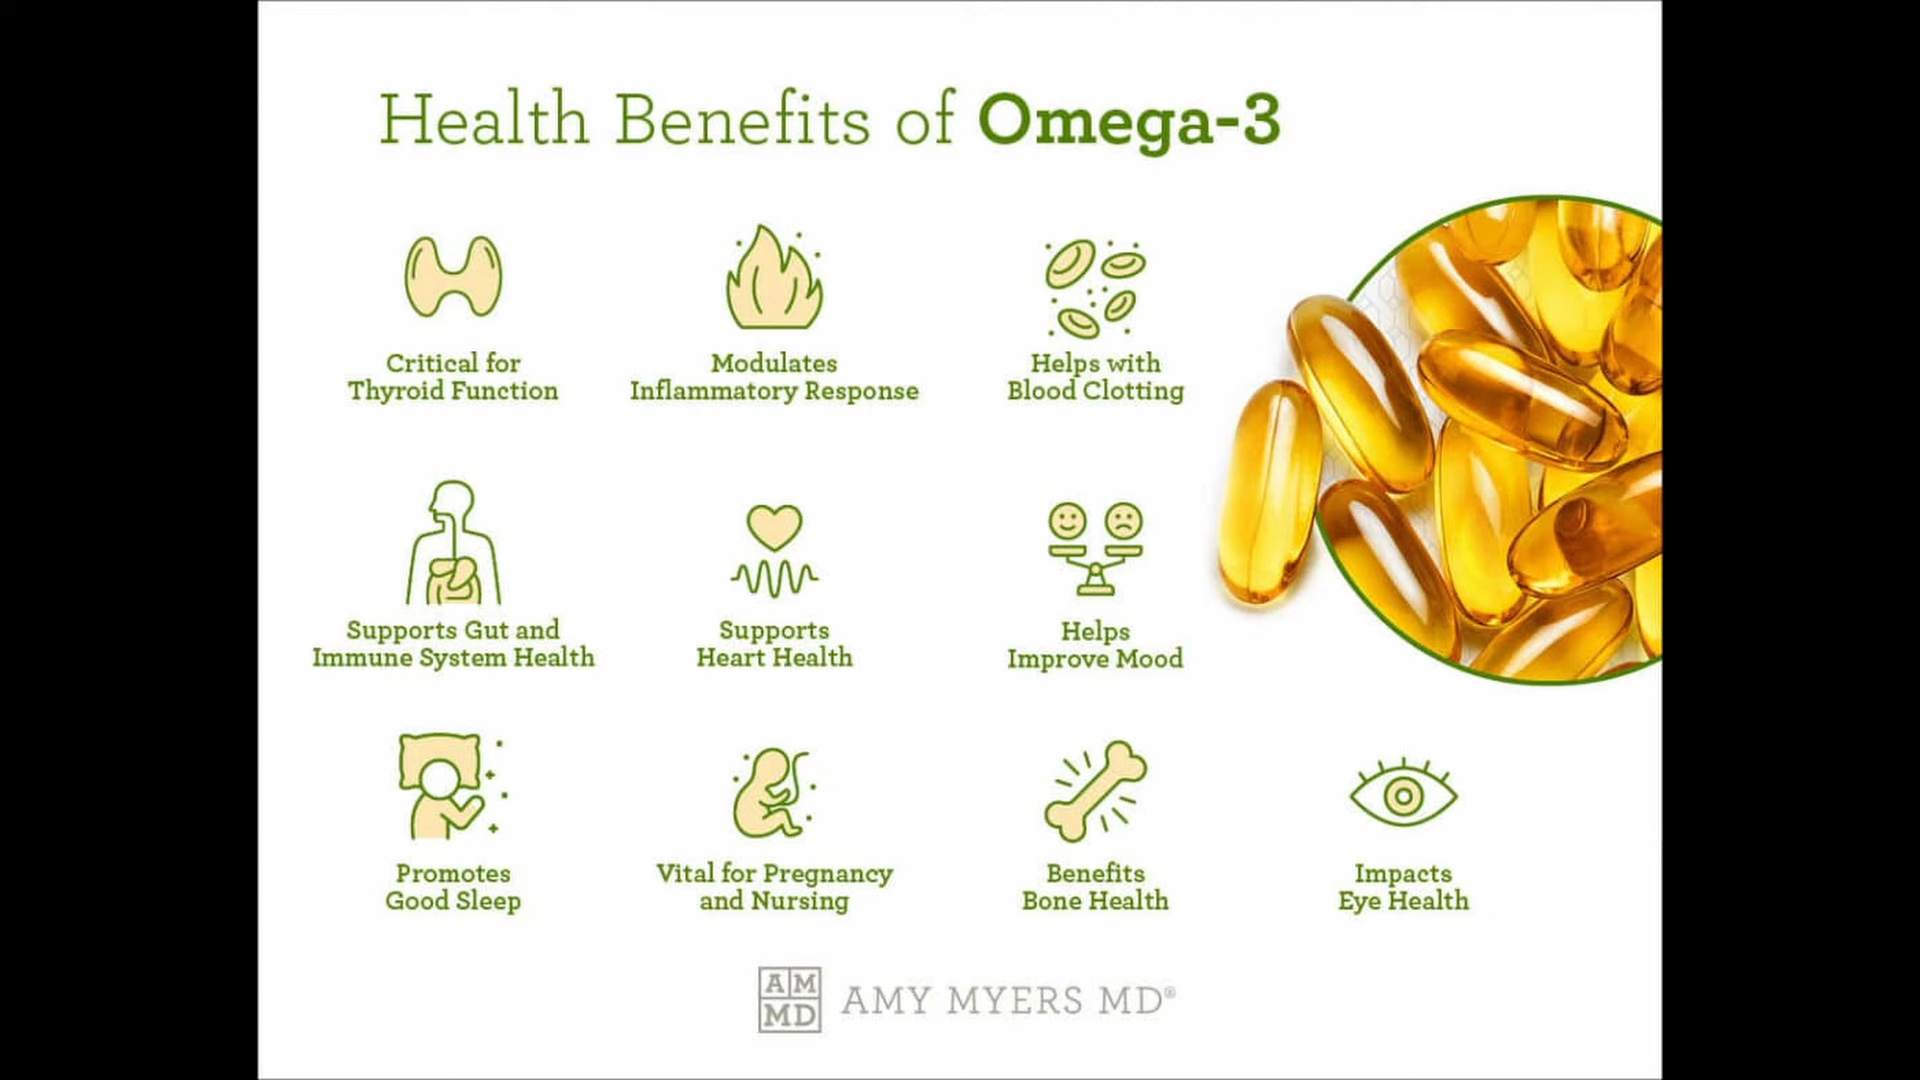 Health Benefits of Omega-3
Critical for
Thyroid Function
Modulates
Inflammatory Response
Helps with
Blood Clotting
Supports Gut and
Immune System Health
Supports
Heart Health
Helps
Improve Mood
Promotes
Good Sleep
Vital for Pregnancy
and Nursing
Benefits
Bone Health
Impacts
Eye Health
AM
MD
AMY MYERS MD®